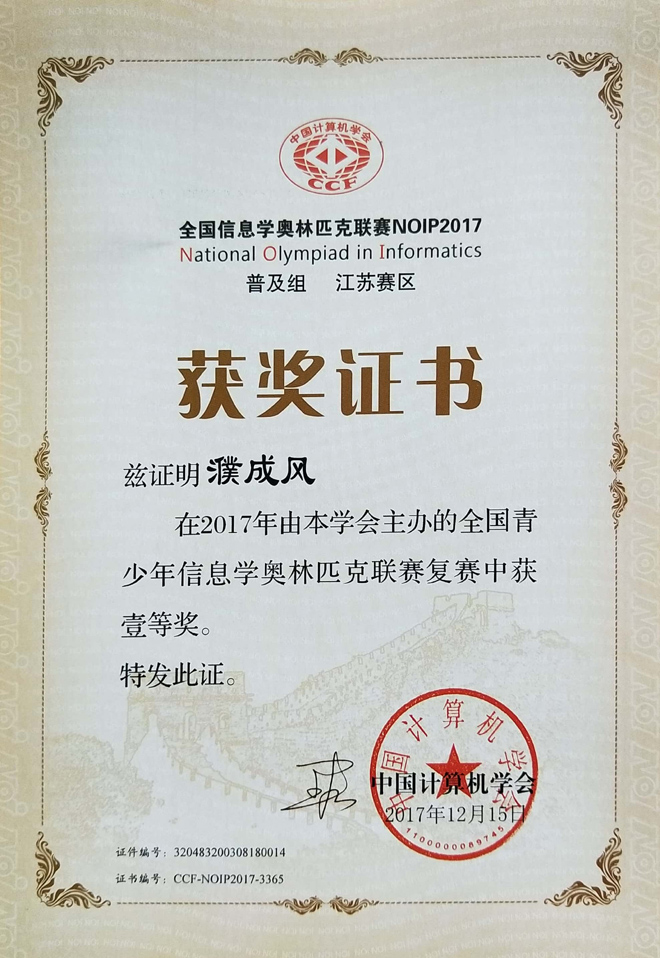 中国计算机学会
CCF
全国信息学奥林匹克联赛NOIP2017
National Olympiad in Informatics
普及组 江苏赛区
获奖证书
兹证明 濮成风
在2017年由本学会主办的全国青
少年信息学奥林匹克联赛复赛中获
壹等奖。
特发此证。
中国计算机学会
中国计算机学会
2017年12月15日
1100000089745
证件编号：320483200308180014
证书编号：CCF-NOIP2017-3365